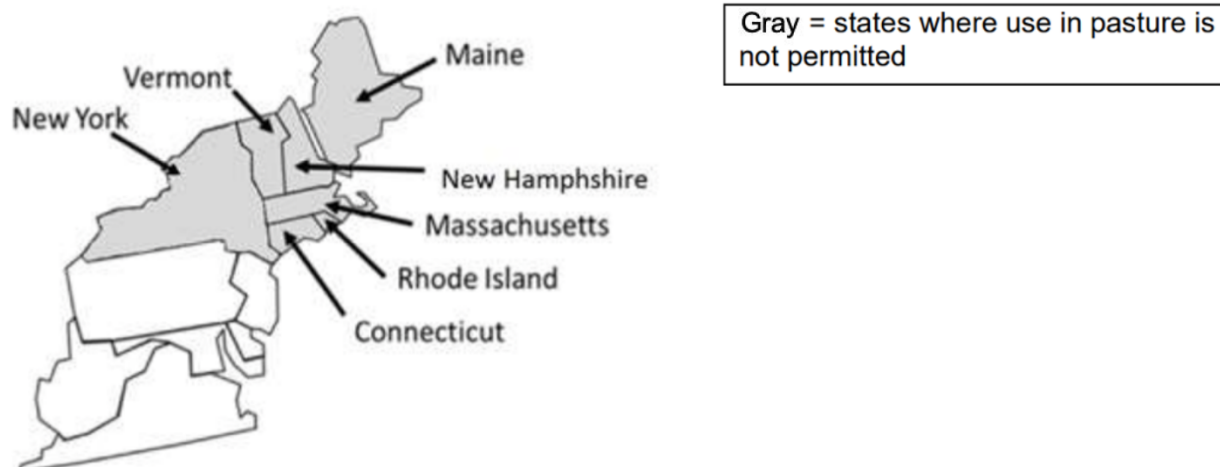 Gray = states where use in pasture is
not permitted
Maine
Vermont
New York
New Hamphshire
Massachusetts
Rhode Island
Connecticut